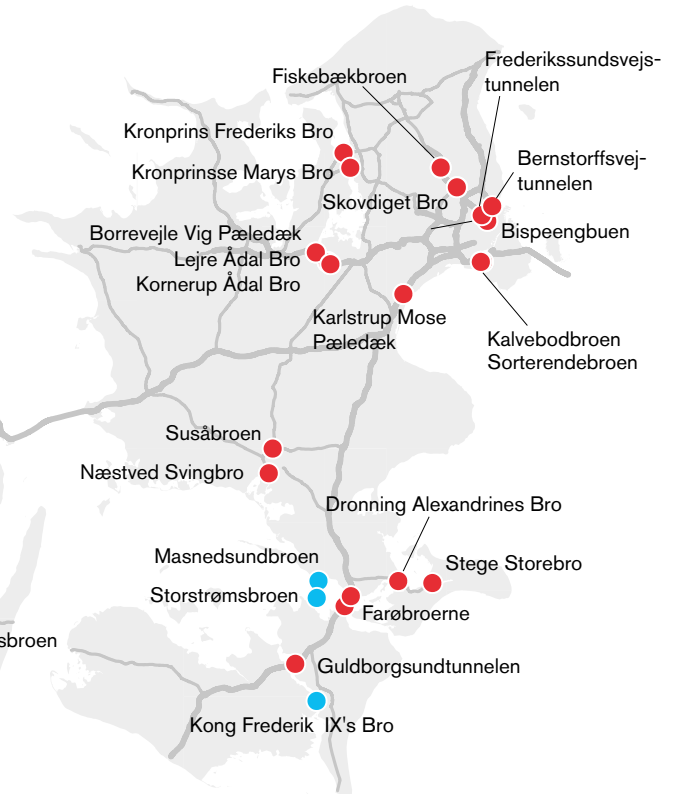 Frederikssundsvejs-
tunnelen
Fiskebækbroen
Kronprins Frederiks Bro
Bernstorffsvej-
tunnelen
Kronprinsse Marys Bro
Skovdiget Bro
Bispeengbuen
Borrevejle Vig Pæledæk
Lejre Ådal Bro
Kornerup Ådal Bro
Karlstrup Mose
Pæledæk
Kalvebodbroen
Sorterendebroen
Susåbroen
Næstved Svingbro
Dronning Alexandrines Bro
Masnedsundbroen
Stege Storebro
Storstrømsbroen
Farøbroerne
sbroen
Guldborgsundtunnelen
Kong Frederik IX's Bro